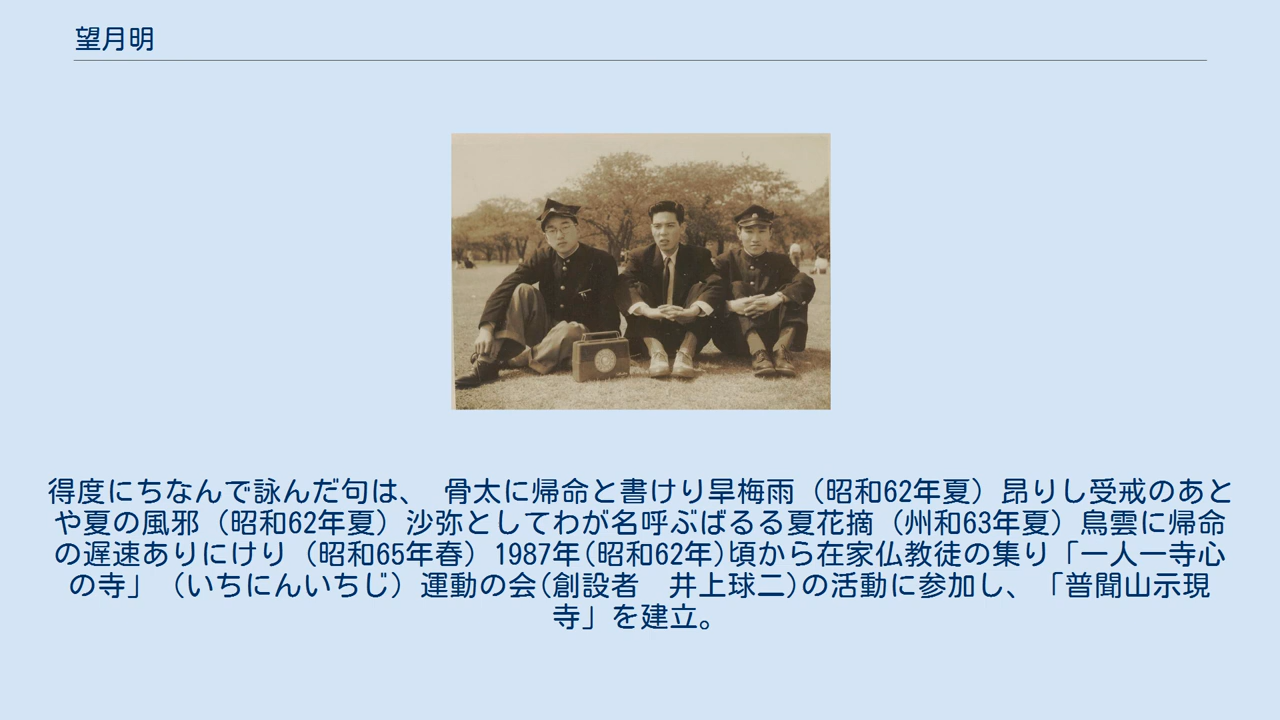 望月明
得度にちなんで詠んだ句は、　骨太に帰命と書けり旱梅雨（昭和62年夏）昂りし受戒のあと
や夏の風邪（昭和62年夏）沙弥としてわが名呼ぶばるる夏花摘（州和63年夏）鳥雲に帰命
の遅速ありにけり（昭和65年春）1987年(昭和62年)頃から在家仏教徒の集り「一人一寺心
の寺」（いちにんいちじ）運動の会(創設者　井上球二)の活動に参加し、「普聞山示現
寺」を建立。